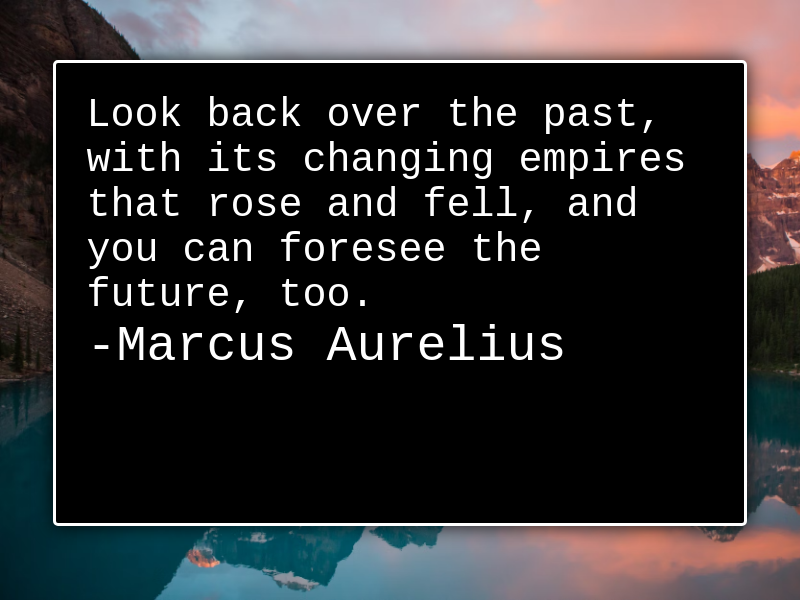 Look back over the past,
with its changing empires
that rose and fell, and
you can foresee the
future, too.
-Marcus Aurelius